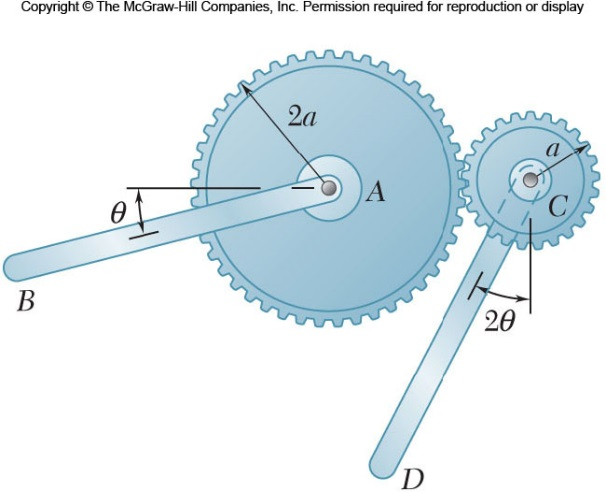 Copyright © The McGraw-Hill Companies, Inc. Permission required for reproduction or display
2a
a
A
C
θ
B
2θ
D